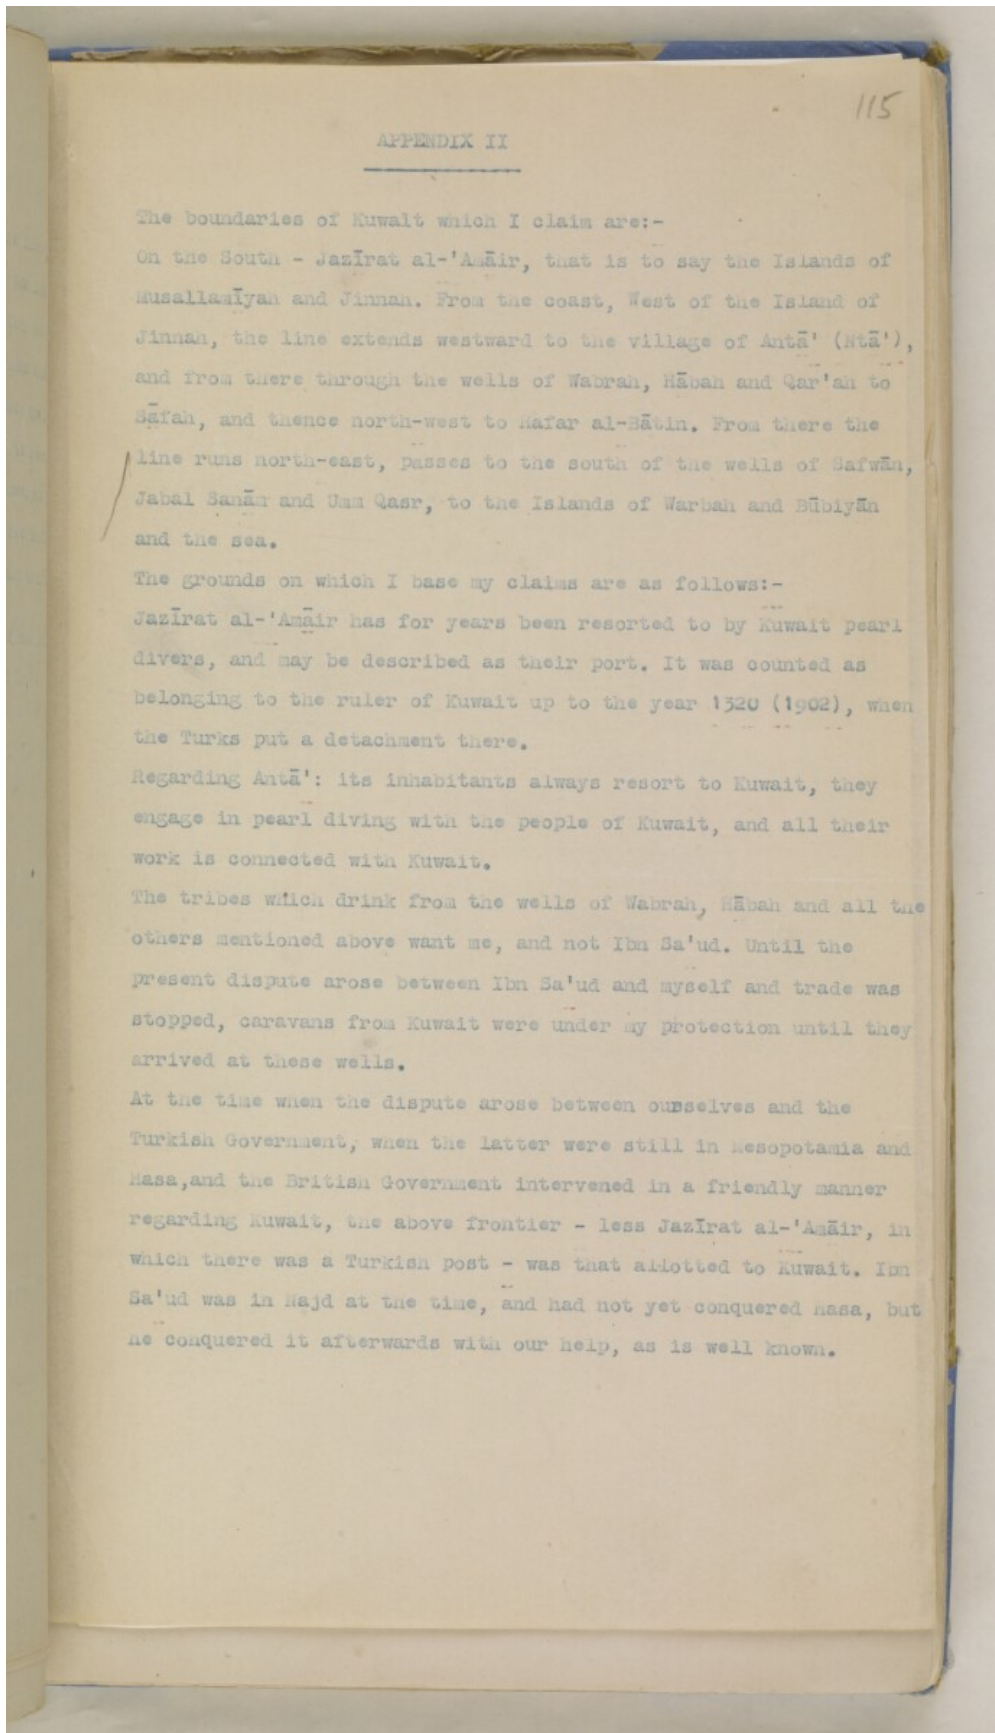 115
APPENDIX II
The boundaries of Kuwait which I claim are:-
On the South - Jazīrat al-'Amāir, that is to say the Islands of
Musallamīyah and Jinnah. From the coast, West of the Island of
Jinnah, the line extends westward to the village of Antā' (Ntā'),
and from there through the wells of Wabrah, Hābah and Qar'ah to
Sāfah, and thence north-west to Hafar al-Bātin. From there the
line runs north-east, passes to the south of the wells of Safwān,
Jabal Sanām and Umm Qasr, to the Islands of Warbah and Būbiyān
and the sea.
The grounds on which I base my claims are as follows:-
Jazīrat al-'Amāir has for years been resorted to by Kuwait pearl
divers, and may be described as their port. It was counted as
belonging to the ruler of Kuwait up to the year 1320 (1902), when
the Turks put a detachment there.
Regarding Antā': its inhabitants always resort to Kuwait, they
engage in pearl diving with the people of Kuwait, and all their
work is connected with Kuwait.
The tribes which drink from the wells of Wabrah, Hābah and all the
others mentioned above want me, and not Ibn Sa'ud. Until the
present dispute arose between Ibn Sa'ud and myself and trade was
stopped, caravans from Kuwait were under my protection until they
arrived at these wells.
At the time when the dispute arose between ourselves and the
Turkish Government, when the latter were still in Mesopotamia and
Hasa,and the British Government intervened in a friendly manner
regarding Kuwait, the above frontier - less Jazīrat al-'Amāir, in
which there was a Turkish post - was that allotted to Kuwait. Ibn
Sa'ud was in Najd at the time, and had not yet conquered Hasa, but
he conquered it afterwards with our help, as is well known.